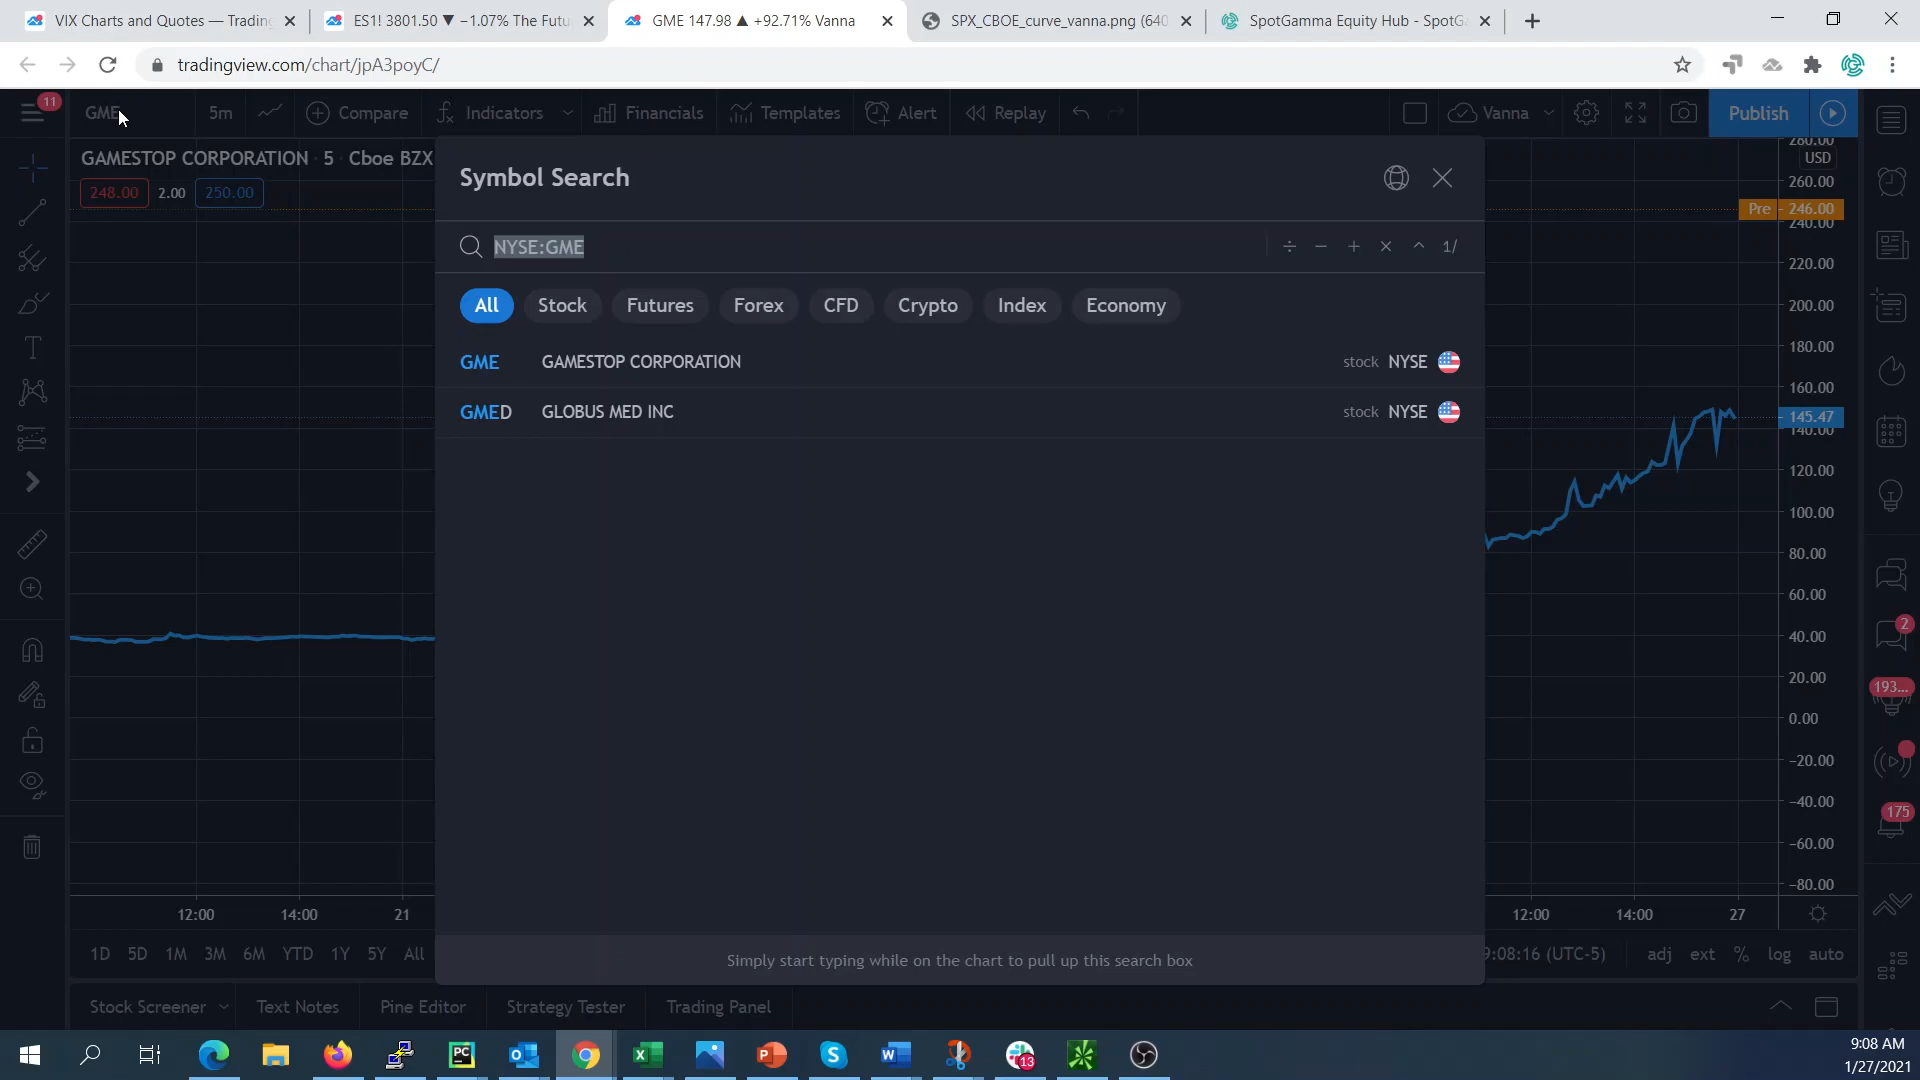 VIX Charts and Quotes — Trading
ES1! 3801.50 ▼ −1.07% The Futu
GME 147.98 ▲ +92.71% Vanna
SPX_CBOE_curve_vanna.png (640
SpotGamma Equity Hub - SpotG
tradingview.com/chart/jpA3poyC/
11
GME
5m
Compare
Indicators
Financials
Templates
Alert
Replay
Vanna
Publish
GAMESTOP CORPORATION · 5 · Cboe BZX
248.00
2.00
250.00
Symbol Search
NYSE:GME
÷ − + × ^ 1/
All
Stock
Futures
Forex
CFD
Crypto
Index
Economy
GME GAMESTOP CORPORATION stock NYSE
GMED GLOBUS MED INC stock NYSE
Simply start typing while on the chart to pull up this search box
280.00
USD
260.00
Pre 246.00
240.00
220.00
200.00
180.00
160.00
145.47
140.00
120.00
100.00
80.00
60.00
40.00
20.00
0.00
−20.00
−40.00
−60.00
−80.00
2
193...
175
12:00
14:00
21
12:00
14:00
27
1D 5D 1M 3M 6M YTD 1Y 5Y All
9:08:16 (UTC-5)
adj ext % log auto
Stock Screener
Text Notes
Pine Editor
Strategy Tester
Trading Panel
PC
13
9:08 AM
1/27/2021